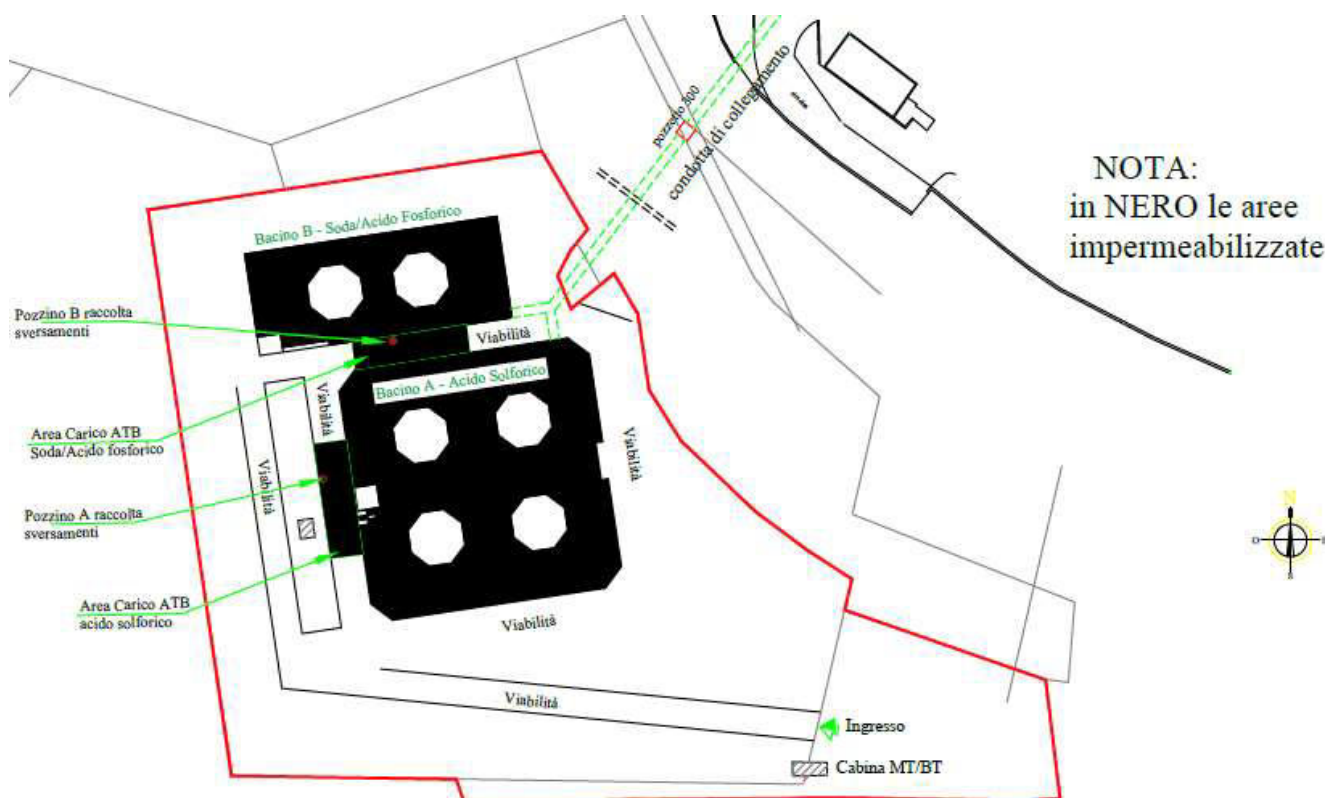 pozzetto 800
condotta di collegamento
NOTA:
in NERO le aree
impermeabilizzate
Bacino B - Soda/Acido Fosforico
Pozzino B raccolta
sversamenti
Viabilità
Bacino A - Acido Solforico
Viabilità
Area Carico ATB
Soda/Acido fosforico
Viabilità
Viabilità
Pozzino A raccolta
sversamenti
N
O
S
Area Carico ATB
acido solforico
Viabilità
Viabilità
Ingresso
Cabina MT/BT